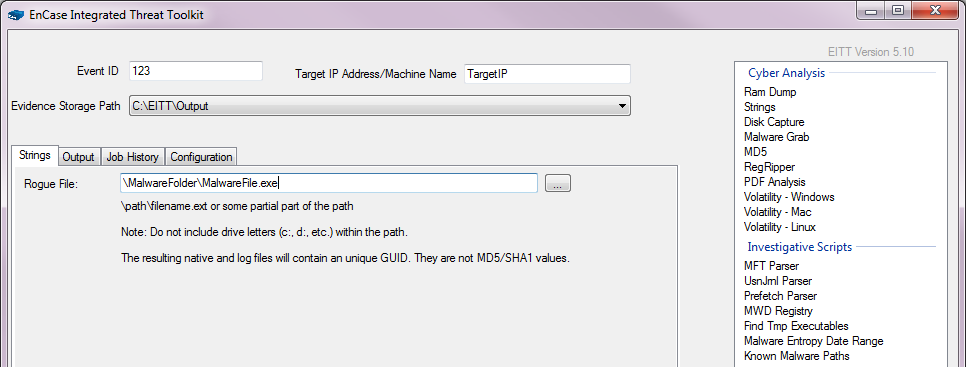 EnCase Integrated Threat Toolkit
EITT Version 5.10
Event ID 123 Target IP Address/Machine Name TargetIP
Evidence Storage Path C:\EITT\Output
Strings Output Job History Configuration
Rogue File: \MalwareFolder\MalwareFile.exe ...
\path\filename.ext or some partial part of the path
Note: Do not include drive letters (c:, d:, etc.) within the path.
The resulting native and log files will contain an unique GUID. They are not MD5/SHA1 values.
Cyber Analysis
Ram Dump
Strings
Disk Capture
Malware Grab
MD5
RegRipper
PDF Analysis
Volatility - Windows
Volatility - Mac
Volatility - Linux
Investigative Scripts
MFT Parser
UsnJrnl Parser
Prefetch Parser
MWD Registry
Find Tmp Executables
Malware Entropy Date Range
Known Malware Paths